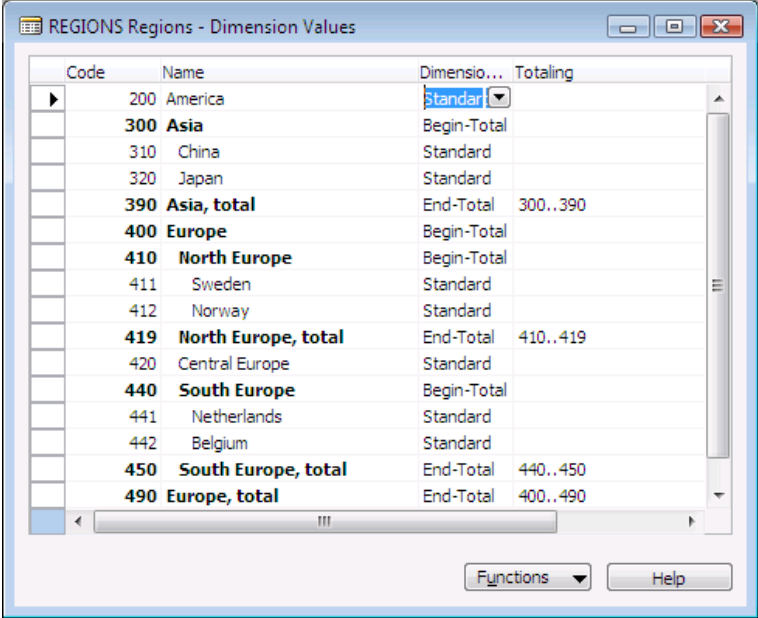 REGIONS Regions - Dimension Values
Code Name Dimensio... Totaling
200 America Standar
300 Asia Begin-Total
310 China Standard
320 Japan Standard
390 Asia, total End-Total 300..390
400 Europe Begin-Total
410 North Europe Begin-Total
411 Sweden Standard
412 Norway Standard
419 North Europe, total End-Total 410..419
420 Central Europe Standard
440 South Europe Begin-Total
441 Netherlands Standard
442 Belgium Standard
450 South Europe, total End-Total 440..450
490 Europe, total End-Total 400..490
Functions Help